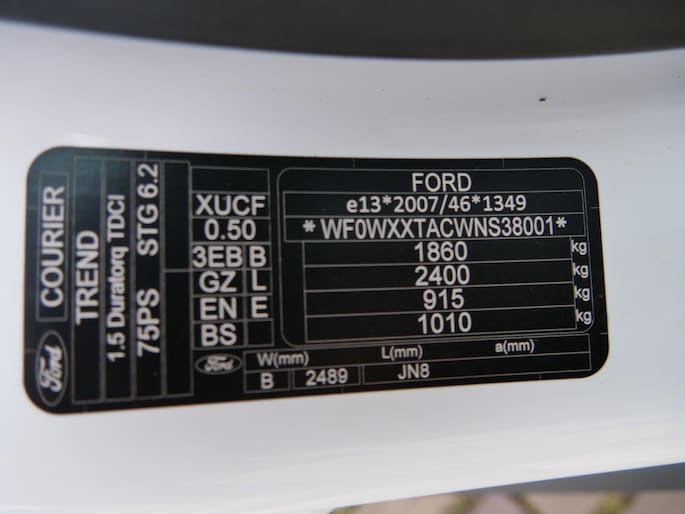 COURIER
TREND
1.5 Duratorq TDCI
75PS STG 6.2
Ford
XUCF
0.50
3EB B
GZ L
EN E
BS
Ford
FORD
e13*2007/46*1349
*WF0WXXTACWNS38001*
1860 kg
2400 kg
915 kg
1010
W(mm) L(mm) a(mm)
B 2489 JN8